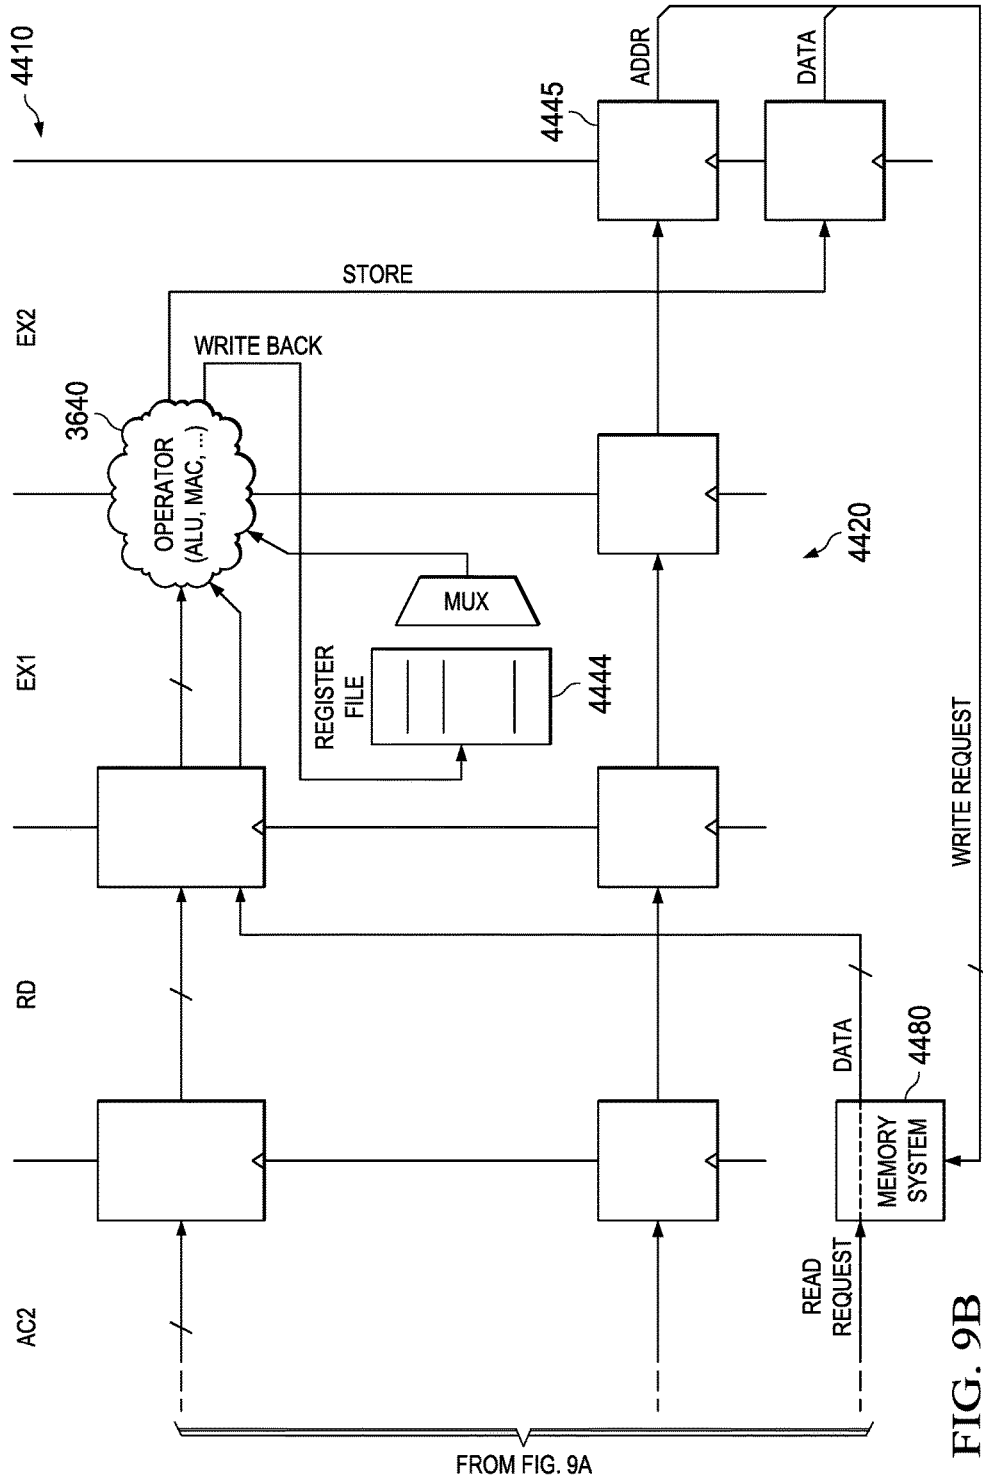 AC2
RD
EX1
EX2
4410
3640
OPERATOR
(ALU, MAC, ...)
WRITE BACK
STORE
REGISTER
FILE
4444
MUX
4445
ADDR
DATA
4420
READ
REQUEST
MEMORY
SYSTEM
4480
DATA
WRITE REQUEST
FROM FIG. 9A
FIG. 9B